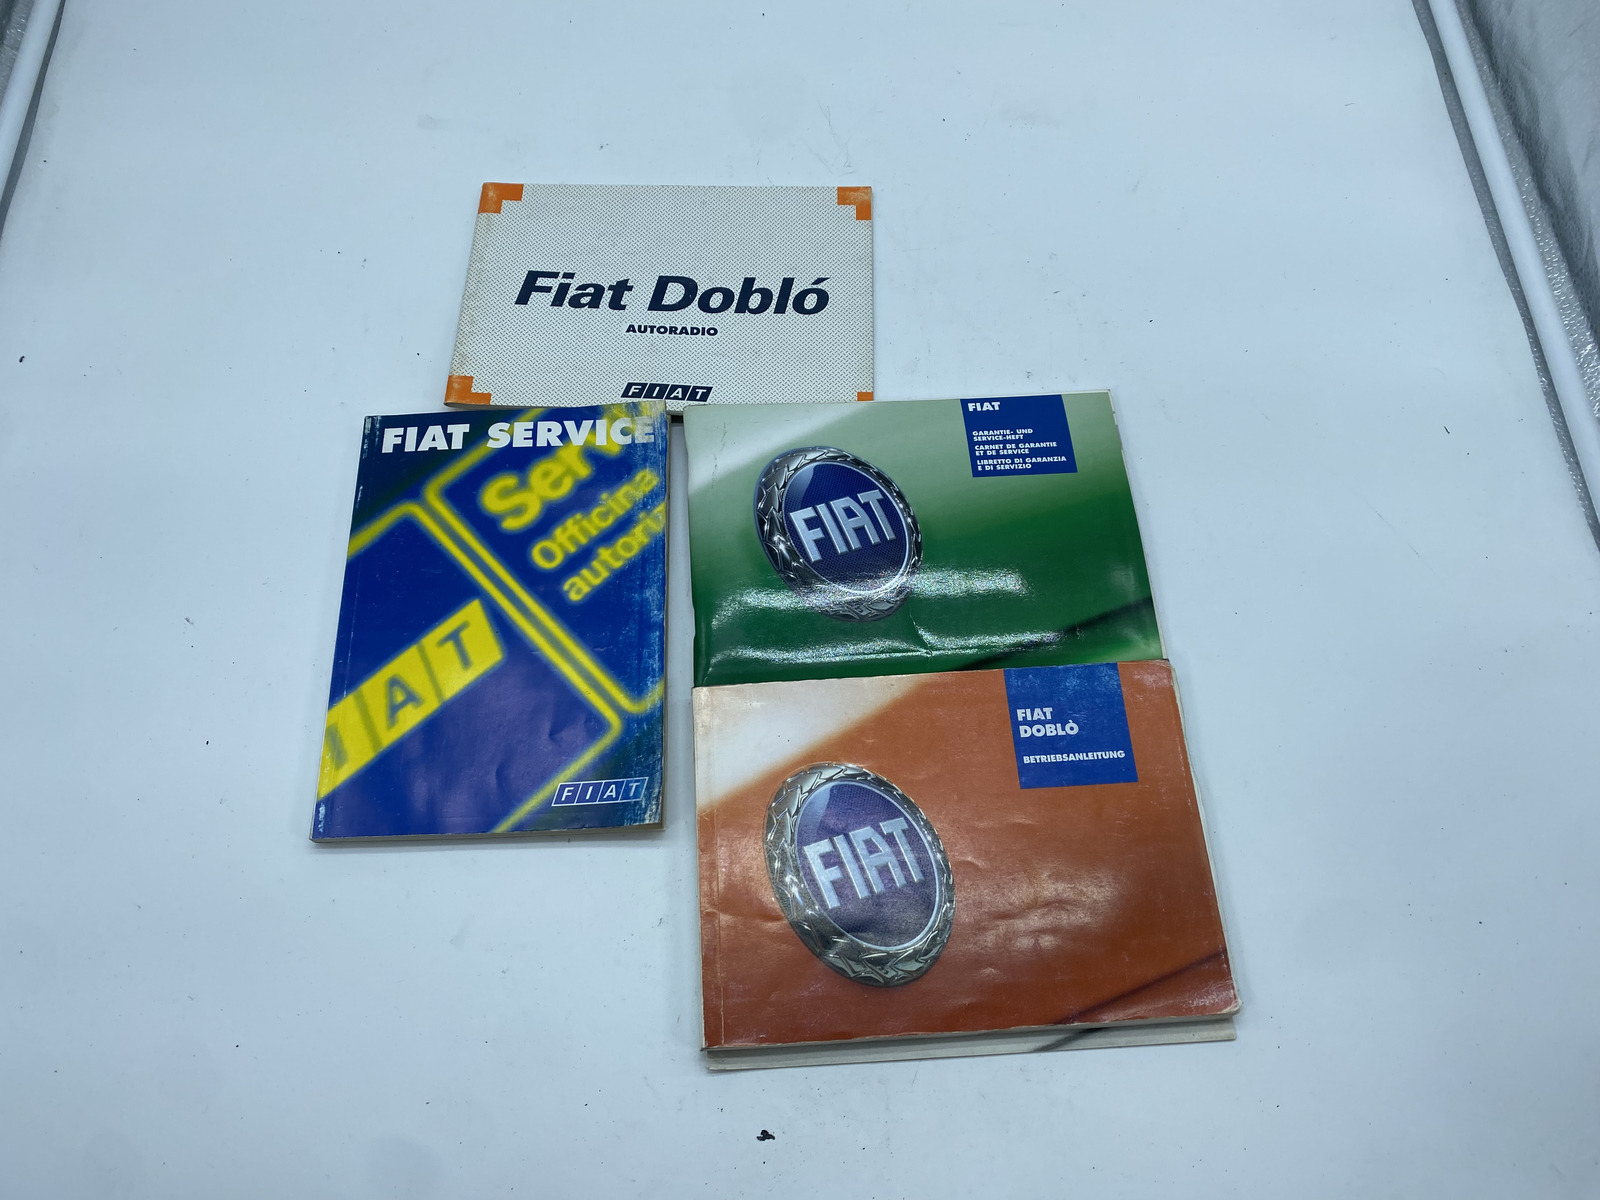 Fiat Dobló
AUTORADIO
FIAT
FIAT SERVICE
Serv
Officina
autori
IAT
FIAT
FIAT
GARANTIE- UND
SERVICE-HEFT
CARNET DE GARANTIE
ET DE SERVICE
LIBRETTO DI GARANZIA
E DI SERVIZIO
FIAT
FIAT
DOBLÒ
BETRIEBSANLEITUNG
FIAT